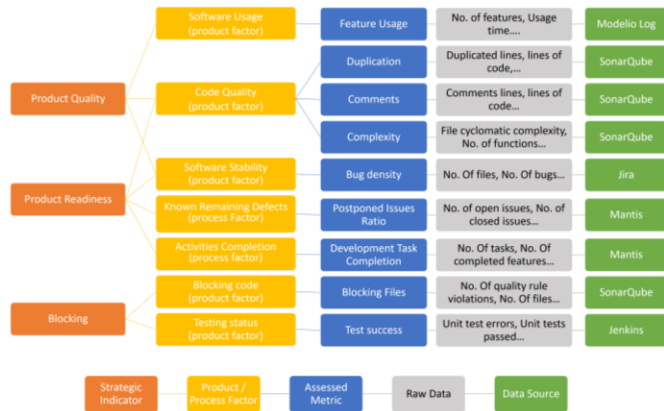 Software Usage
(product factor)
Feature Usage
No. of features, Usage
time....
Modelio Log
Duplication
Duplicated lines, lines of
code,...
SonarQube
Product Quality
Code Quality
(product factor)
Comments
Comments lines, lines of
code...
SonarQube
Complexity
File cyclomatic complexity,
No. of functions...
SonarQube
Software Stability
(product factor)
Bug density
No. Of files, No. Of bugs...
Jira
Product Readiness
Known Remaining Defects
(process Factor)
Postponed Issues
Ratio
No. of open issues, No. of
closed issues...
Mantis
Activities Completion
(process factor)
Development Task
Completion
No. Of tasks, No. Of
completed features...
Mantis
Blocking code
(product factor)
Blocking Files
No. Of quality rule
violations, No. Of files...
SonarQube
Blocking
Testing status
(product factor)
Test success
Unit test errors, Unit tests
passed...
Jenkins
Strategic
Indicator
Product /
Process Factor
Assessed
Metric
Raw Data
Data Source